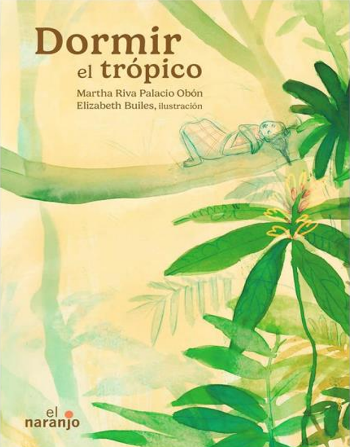 Dormir
el trópico
Martha Riva Palacio Obón
Elizabeth Builes, ilustración
el
naranjo